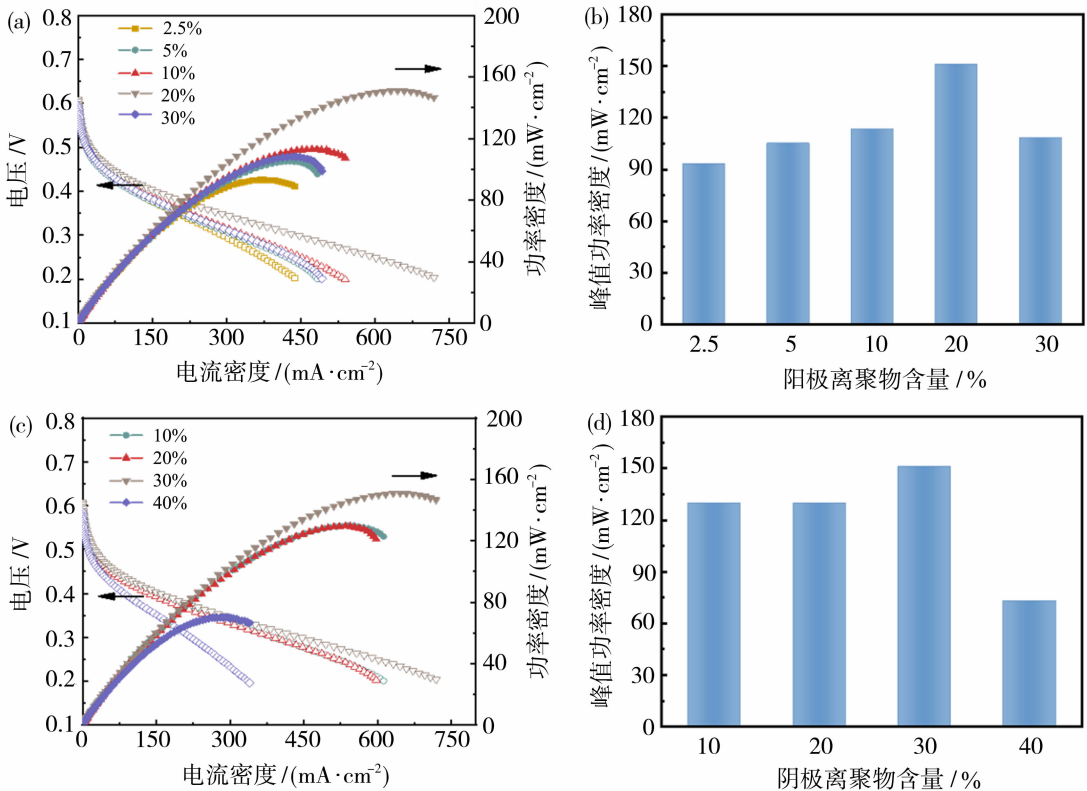 (a)
0.8
0.7
0.6
0.5
0.4
0.3
0.2
0.1
电压/V
2.5%
5%
10%
20%
30%
200
160
120
80
40
0
功率密度/(mW·cm⁻²)
0 150 300 450 600 750
电流密度/(mA·cm⁻²)
(b)
180
150
120
90
60
30
0
峰值功率密度/(mW·cm⁻²)
2.5 5 10 20 30
阳极离聚物含量/%
(c)
0.8
0.7
0.6
0.5
0.4
0.3
0.2
0.1
电压/V
10%
20%
30%
40%
200
160
120
80
40
0
功率密度/(mW·cm⁻²)
0 150 300 450 600 750
电流密度/(mA·cm⁻²)
(d)
180
150
120
90
60
30
0
峰值功率密度/(mW·cm⁻²)
10 20 30 40
阴极离聚物含量/%